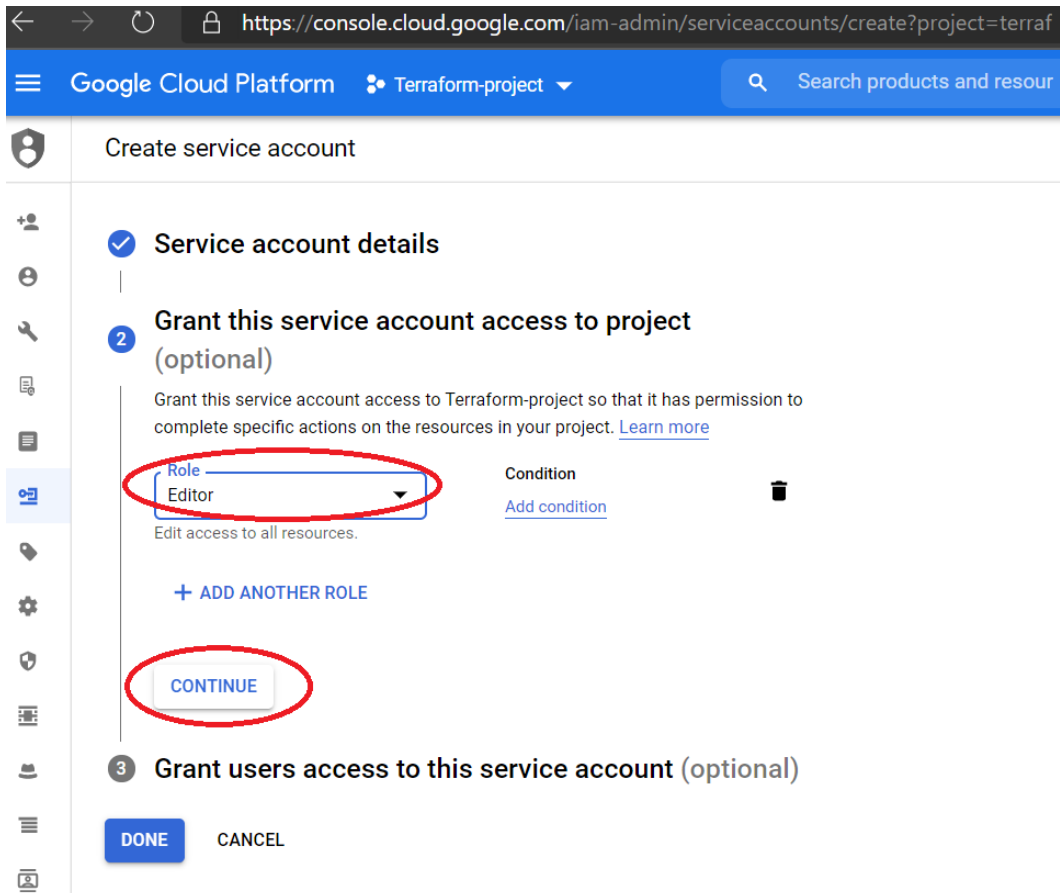 https://console.cloud.google.com/iam-admin/serviceaccounts/create?project=terraf
Google Cloud Platform Terraform-project Search products and resour
Create service account
Service account details
2 Grant this service account access to project
(optional)
Grant this service account access to Terraform-project so that it has permission to
complete specific actions on the resources in your project. Learn more
Role
Editor
Edit access to all resources.
Condition
Add condition
+ ADD ANOTHER ROLE
CONTINUE
3 Grant users access to this service account (optional)
DONE CANCEL